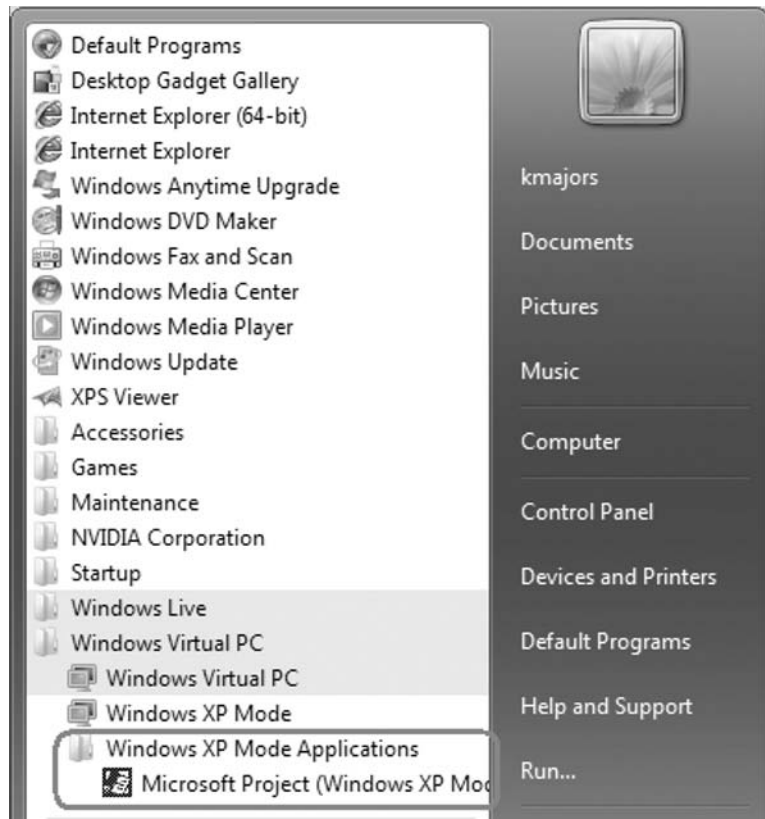 Default Programs
Desktop Gadget Gallery
Internet Explorer (64-bit)
Internet Explorer
Windows Anytime Upgrade
Windows DVD Maker
Windows Fax and Scan
Windows Media Center
Windows Media Player
Windows Update
XPS Viewer
Accessories
Games
Maintenance
NVIDIA Corporation
Startup
Windows Live
Windows Virtual PC
Windows Virtual PC
Windows XP Mode
Windows XP Mode Applications
Microsoft Project (Windows XP Mod
kmajors
Documents
Pictures
Music
Computer
Control Panel
Devices and Printers
Default Programs
Help and Support
Run...